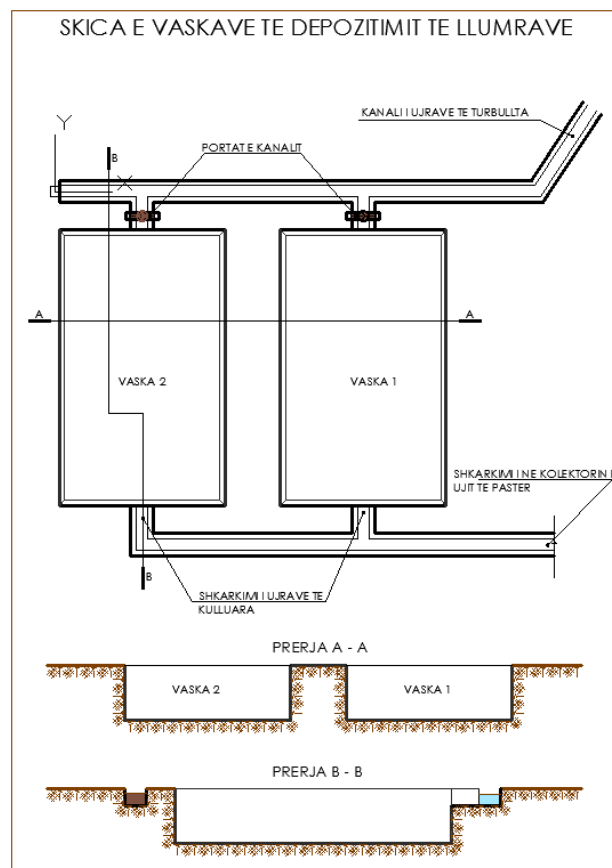 SKICA E VASKAVE TE DEPOZITIMIT TE LLUMRAVE
KANALI I UJRAVE TE TURBULLTA
Y
B
PORTAT E KANALIT
X
A
A
VASKA 2
VASKA 1
SHKARKIMI NE KOLEKTORIN E
UJIT TE PASTER
B
SHKARKIMI I UJRAVE TE
KULLUARA
PRERJA A - A
VASKA 2
VASKA 1
PRERJA B - B